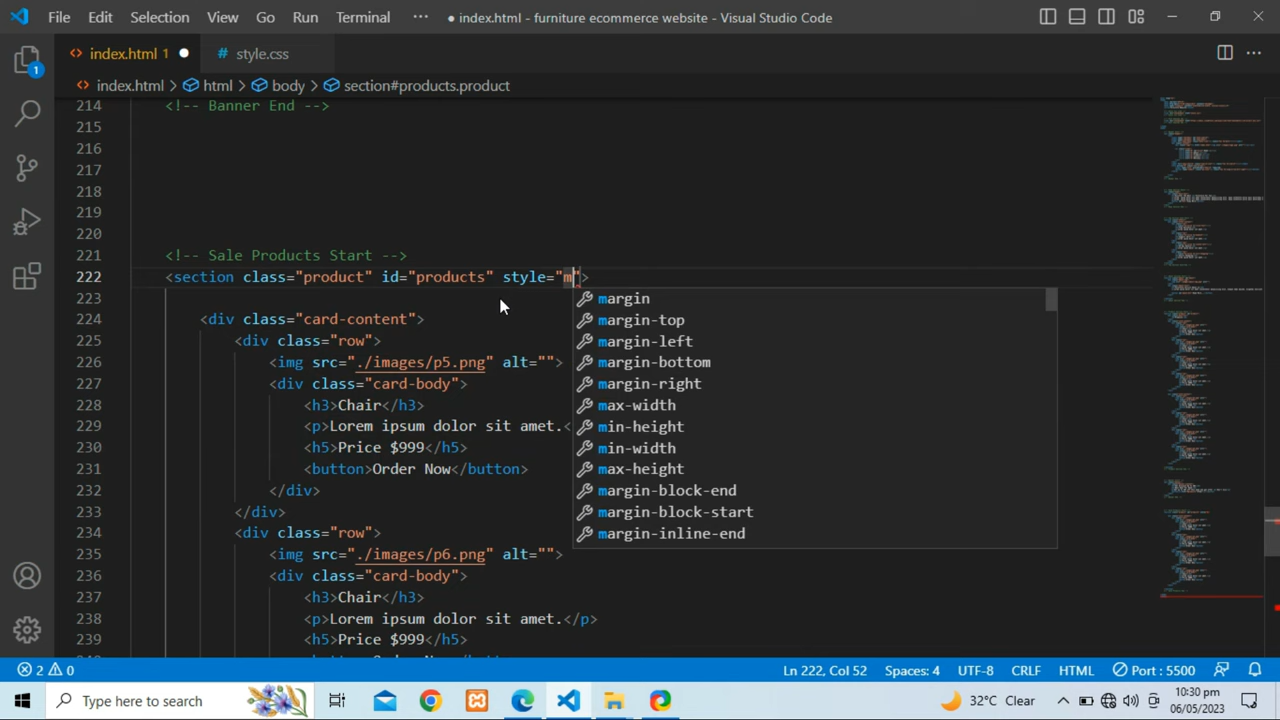 File Edit Selection View Go Run Terminal ··· ● index.html - furniture ecommerce website - Visual Studio Code
<> index.html 1 ● # style.css
<> index.html > html > body > section#products.product
1
214 <!-- Banner End -->
215
216
217
218
219
220
221 <!-- Sale Products Start -->
222 <section class="product" id="products" style="m">
223
margin
224 <div class="card-content">
margin-top
225 <div class="row">
margin-left
226 <img src="./images/p5.png" alt="">
margin-bottom
227 <div class="card-body">
margin-right
228 <h3>Chair</h3>
max-width
229 <p>Lorem ipsum dolor sit amet.<
min-height
230 <h5>Price $999</h5>
min-width
231 <button>Order Now</button>
max-height
232 </div>
margin-block-end
233 </div>
margin-block-start
234 <div class="row">
margin-inline-end
235 <img src="./images/p6.png" alt="">
236 <div class="card-body">
237 <h3>Chair</h3>
238 <p>Lorem ipsum dolor sit amet.</p>
239 <h5>Price $999</h5>
2 0 Ln 222, Col 52 Spaces: 4 UTF-8 CRLF HTML Port : 5500
Type here to search 32°C Clear 10:30 pm
06/05/2023